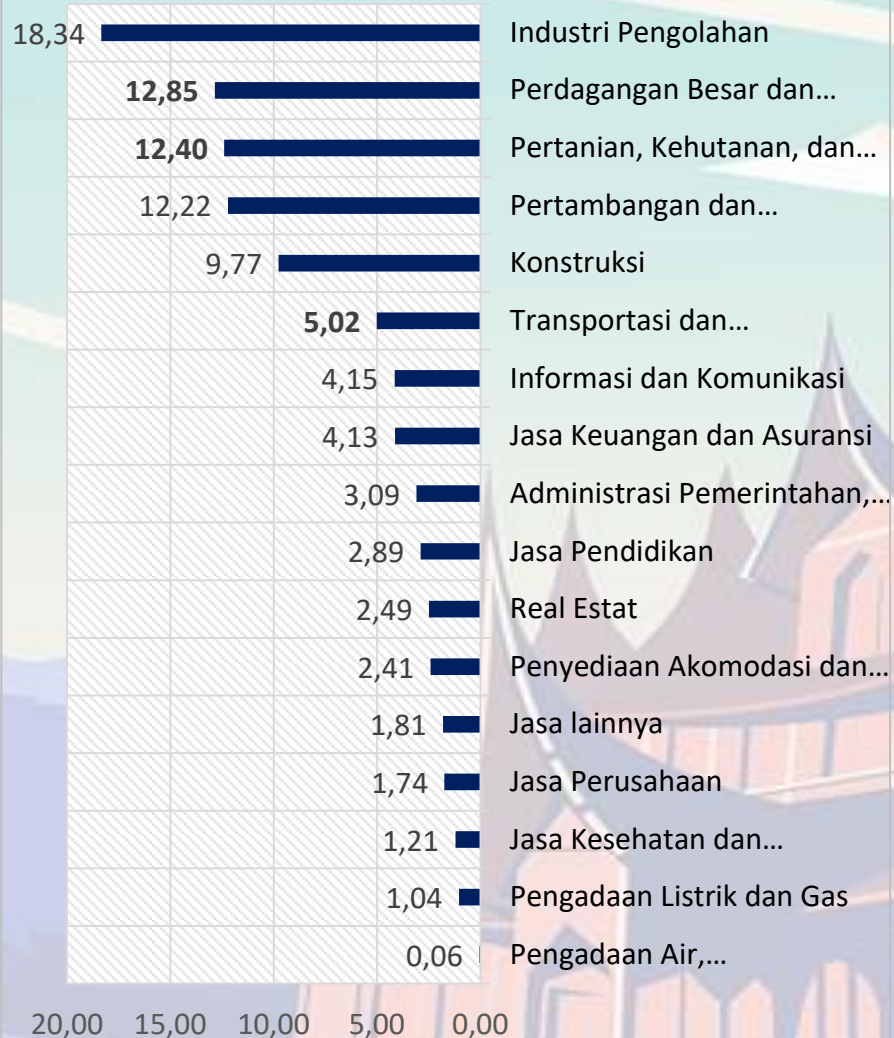 18,34 Industri Pengolahan
12,85 Perdagangan Besar dan...
12,40 Pertanian, Kehutanan, dan...
12,22 Pertambangan dan...
9,77 Konstruksi
5,02 Transportasi dan...
4,15 Informasi dan Komunikasi
4,13 Jasa Keuangan dan Asuransi
3,09 Administrasi Pemerintahan,...
2,89 Jasa Pendidikan
2,49 Real Estat
2,41 Penyediaan Akomodasi dan...
1,81 Jasa lainnya
1,74 Jasa Perusahaan
1,21 Jasa Kesehatan dan...
1,04 Pengadaan Listrik dan Gas
0,06 Pengadaan Air,...
20,00 15,00 10,00 5,00 0,00